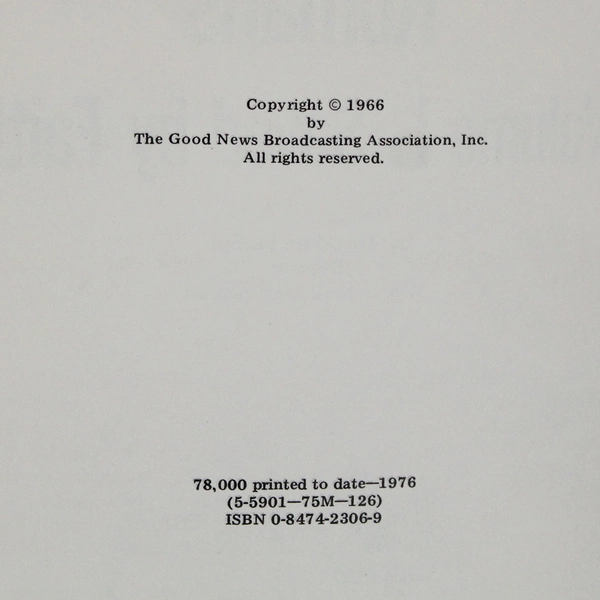 Copyright © 1966
by
The Good News Broadcasting Association, Inc.
All rights reserved.
78,000 printed to date—1976
(5-5901—75M—126)
ISBN 0-8474-2306-9